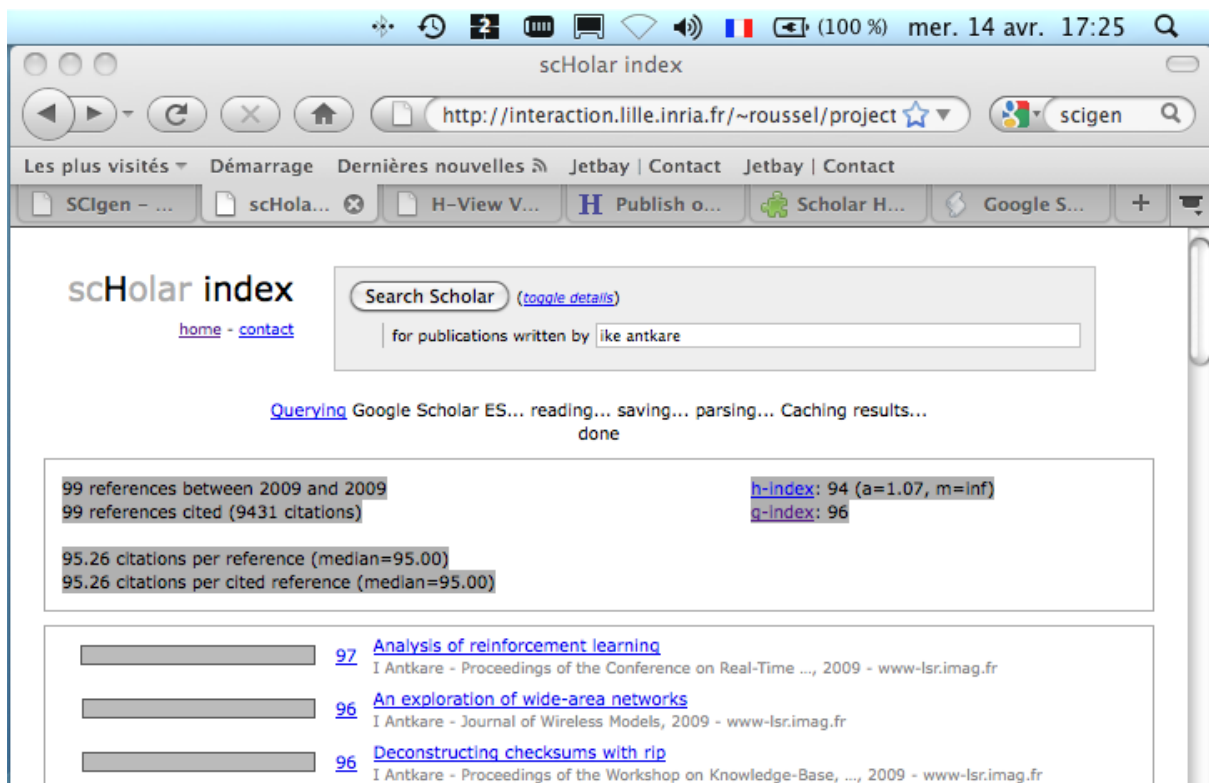 2 (100 %) mer. 14 avr. 17:25
scHolar index
http://interaction.lille.inria.fr/~roussel/project scigen
Les plus visités Démarrage Dernières nouvelles Jetbay | Contact Jetbay | Contact
SCIgen – ... scHola... H-View V... H Publish o... Scholar H... Google S... +
scHolar index
Search Scholar (toggle details)
home - contact
for publications written by ike antkare
Querying Google Scholar ES... reading... saving... parsing... Caching results...
done
99 references between 2009 and 2009 h-index: 94 (a=1.07, m=inf)
99 references cited (9431 citations) g-index: 96
95.26 citations per reference (median=95.00)
95.26 citations per cited reference (median=95.00)
97 Analysis of reinforcement learning
I Antkare - Proceedings of the Conference on Real-Time ..., 2009 - www-lsr.imag.fr
96 An exploration of wide-area networks
I Antkare - Journal of Wireless Models, 2009 - www-lsr.imag.fr
96 Deconstructing checksums with rip
I Antkare - Proceedings of the Workshop on Knowledge-Base, ..., 2009 - www-lsr.imag.fr